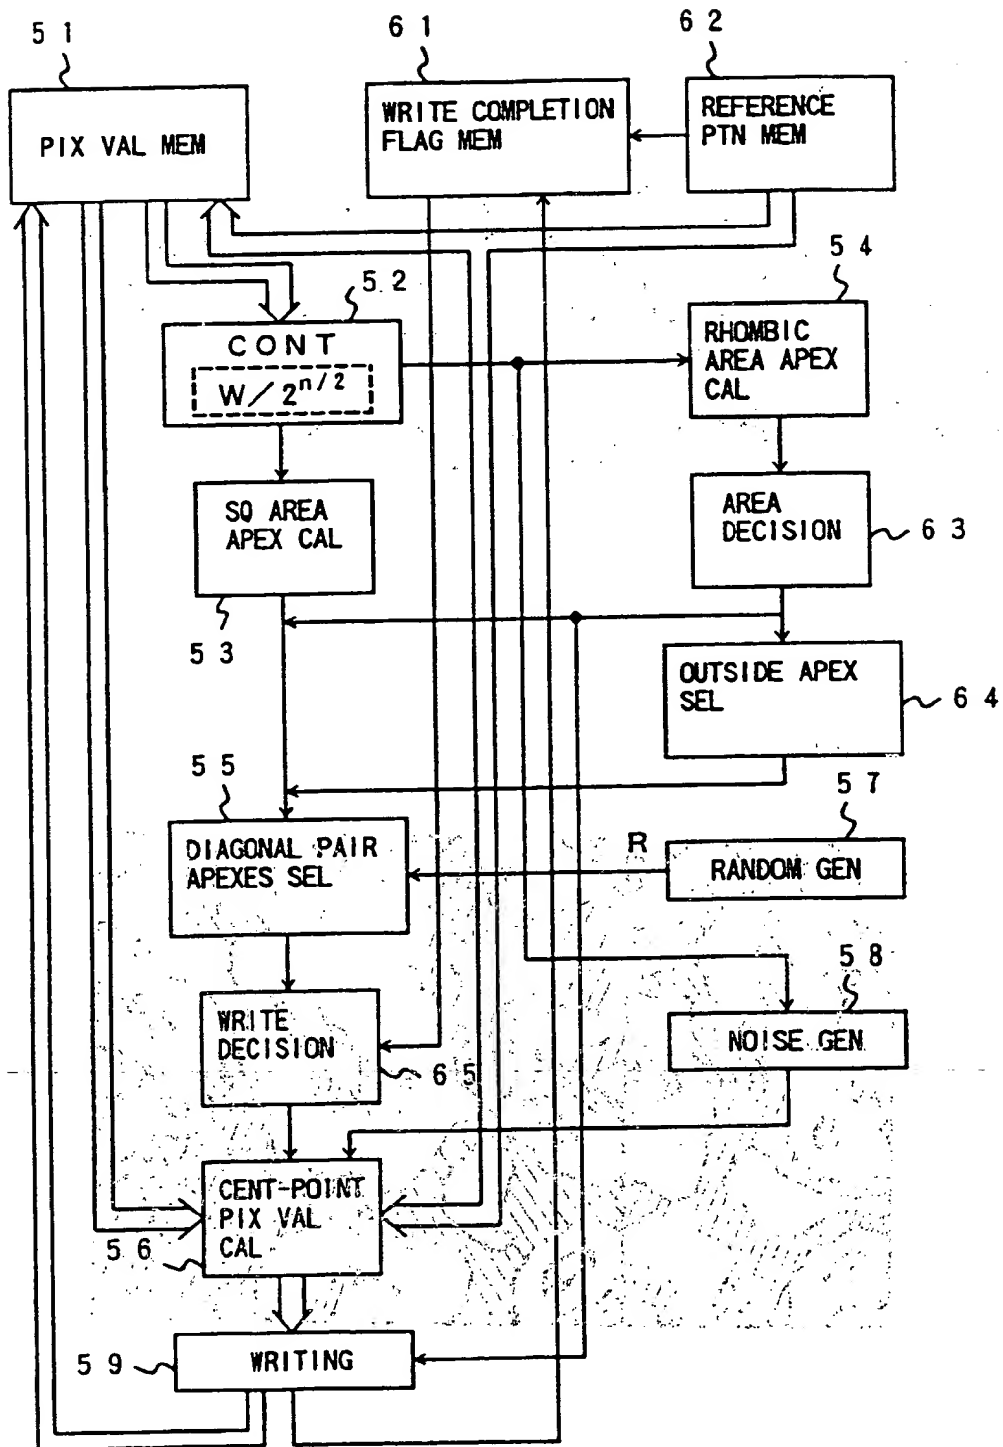 5 1
6 1
6 2
PIX VAL MEM
WRITE COMPLETION
FLAG MEM
REFERENCE
PTN MEM
5 4
5 2
CONT
W/2^{n/2}
RHOMBIC
AREA APEX
CAL
SQ AREA
APEX CAL
AREA
DECISION
6 3
5 3
OUTSIDE APEX
SEL
6 4
5 5
5 7
DIAGONAL PAIR
APEXES SEL
R
RANDOM GEN
5 8
WRITE
DECISION
NOISE GEN
6 5
CENT-POINT
PIX VAL
CAL
5 6
5 9
WRITING